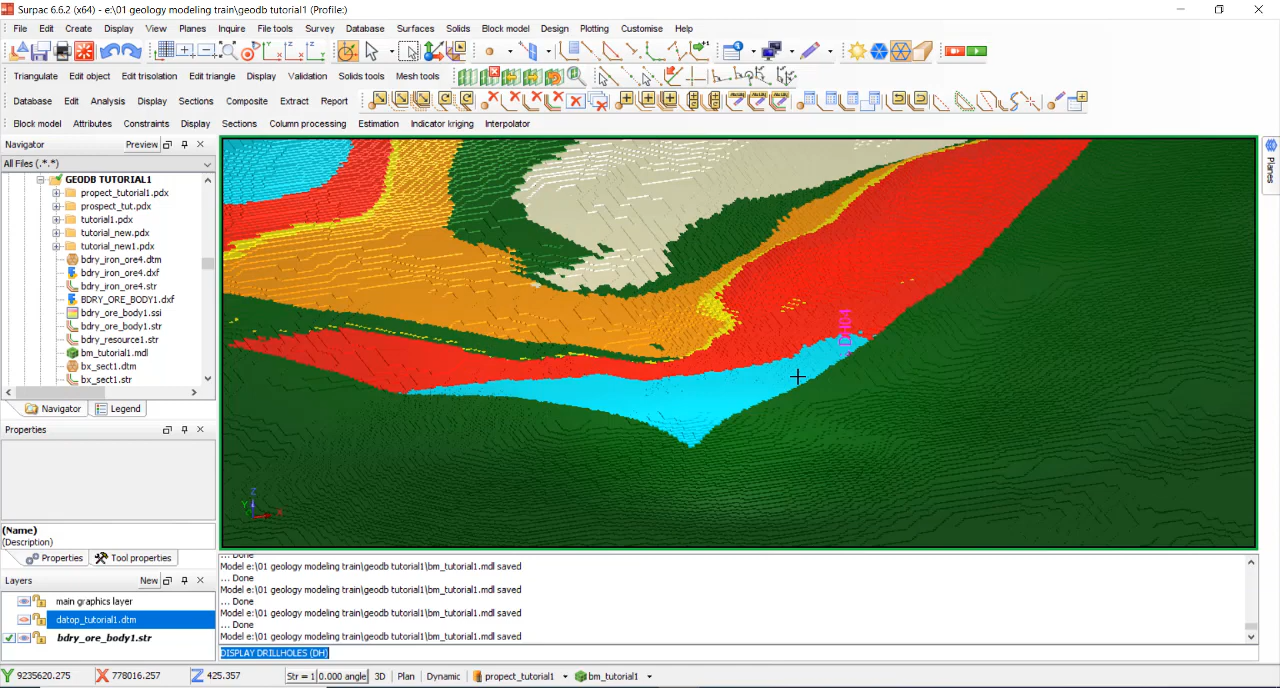 Surpac 6.6.2 (x64) - e:\01 geology modeling train\geodb tutorial1 (Profile:)
File Edit Create Display View Planes Inquire File tools Survey Database Surfaces Solids Block model Design Plotting Customise Help
Triangulate Edit object Edit trisolation Edit triangle Display Validation Solids tools Mesh tools
Database Edit Analysis Display Sections Composite Extract Report
Block model Attributes Constraints Display Sections Column processing Estimation Indicator kriging Interpolator
Navigator Preview
All Files (.*.*)
GEODB TUTORIAL1
propect_tutorial1.pdx
prospect_tut.pdx
tutorial1.pdx
tutorial_new.pdx
tutorial_new1.pdx
bdry_iron_ore4.dtm
bdry_iron_ore4.dxf
bdry_iron_ore4.str
BDRY_ORE_BODY1.dxf
bdry_ore_body1.ssi
bdry_ore_body1.str
bdry_resource1.str
bm_tutorial1.mdl
bx_sect1.dtm
bx_sect1.str
Navigator Legend
Properties
(Name)
(Description)
Properties Tool properties
Layers New
main graphics layer
datop_tutorial1.dtm
bdry_ore_body1.str
Planes
DH04
Z
Y
X
... Done
Model e:\01 geology modeling train\geodb tutorial1\bm_tutorial1.mdl saved
... Done
Model e:\01 geology modeling train\geodb tutorial1\bm_tutorial1.mdl saved
... Done
Model e:\01 geology modeling train\geodb tutorial1\bm_tutorial1.mdl saved
... Done
Model e:\01 geology modeling train\geodb tutorial1\bm_tutorial1.mdl saved
DISPLAY DRILLHOLES (DH)
Y 9235620.275 X 778016.257 Z 425.357 Str = 1 0.000 angle 3D Plan Dynamic propect_tutorial1 bm_tutorial1